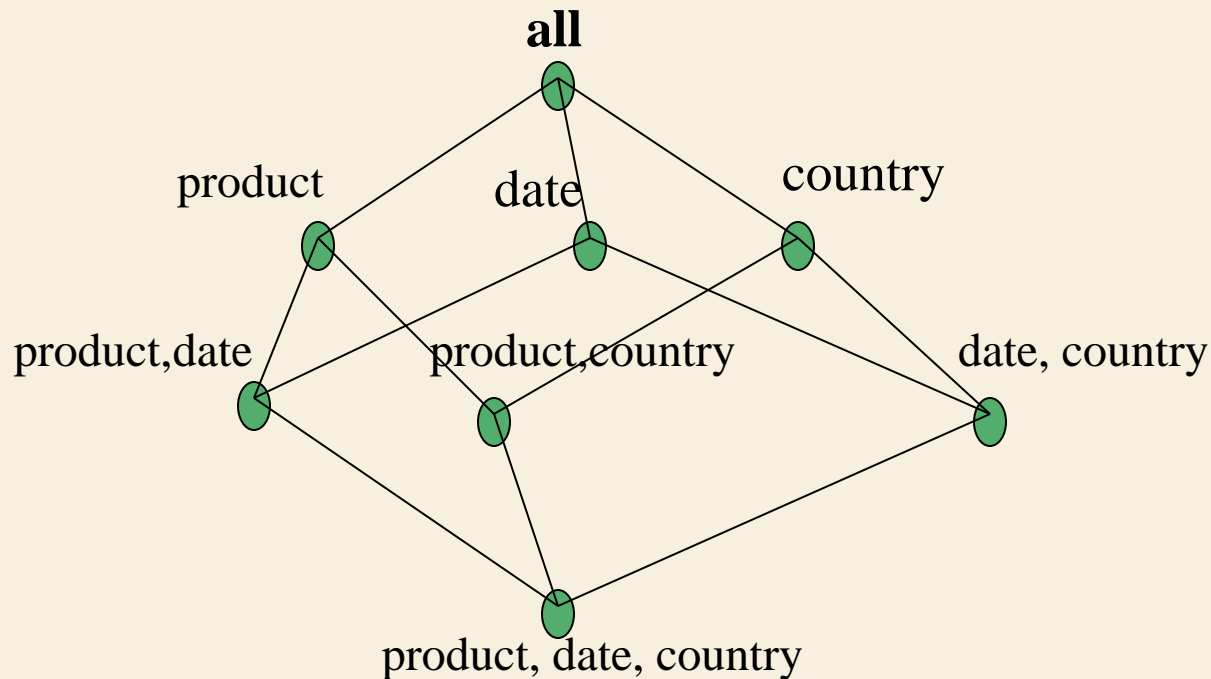 all
product
date
country
product,date
product,country
date, country
product, date, country